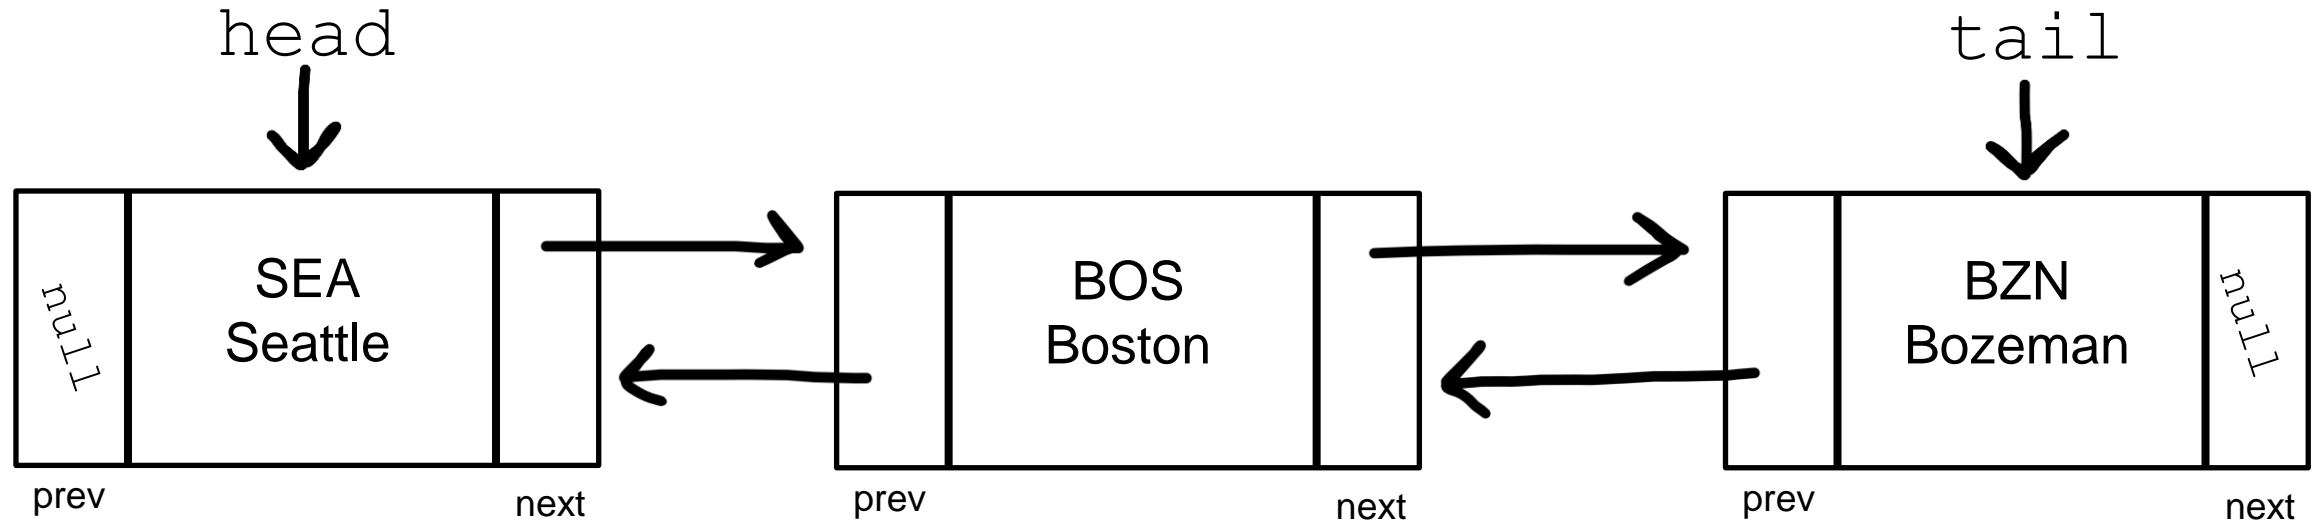 head
tail
null
SEA
Seattle
BOS
Boston
BZN
Bozeman
null
prev
next
prev
next
prev
next